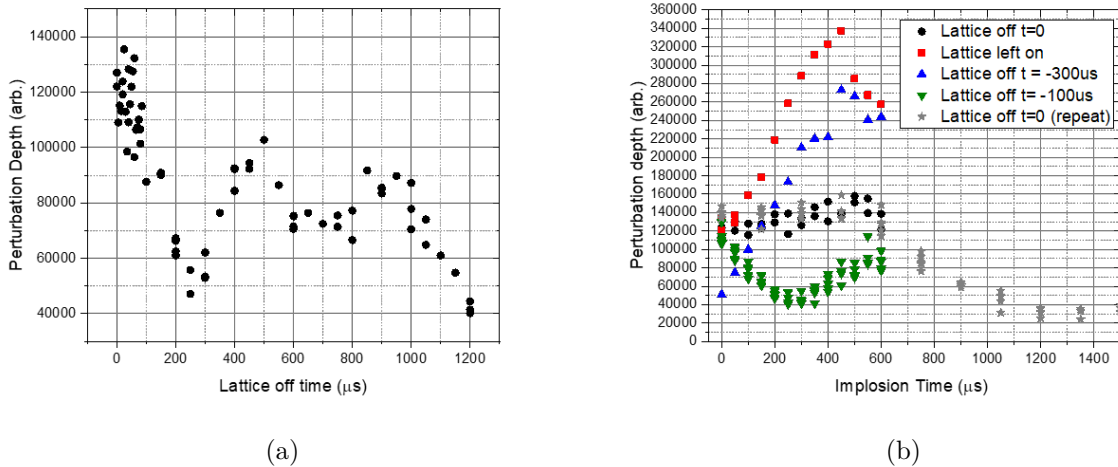 140000
120000
100000
80000
60000
40000
0 200 400 600 800 1000 1200
Perturbation Depth (arb.)
Lattice off time (μs)
(a)
360000
340000
320000
300000
280000
260000
240000
220000
200000
180000
160000
140000
120000
100000
80000
60000
40000
20000
0
0 200 400 600 800 1000 1200 1400
Perturbation depth (arb.)
Implosion Time (μs)
Lattice off t=0
Lattice left on
Lattice off t = -300us
Lattice off t= -100us
Lattice off t=0 (repeat)
(b)